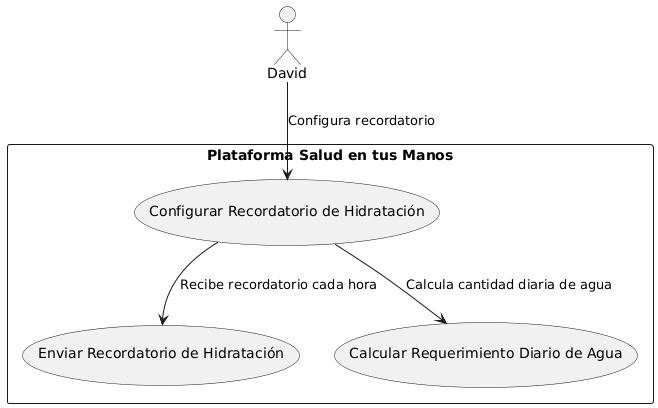 David
Configura recordatorio
Plataforma Salud en tus Manos
Configurar Recordatorio de Hidratación
Recibe recordatorio cada hora
Calcula cantidad diaria de agua
Enviar Recordatorio de Hidratación
Calcular Requerimiento Diario de Agua